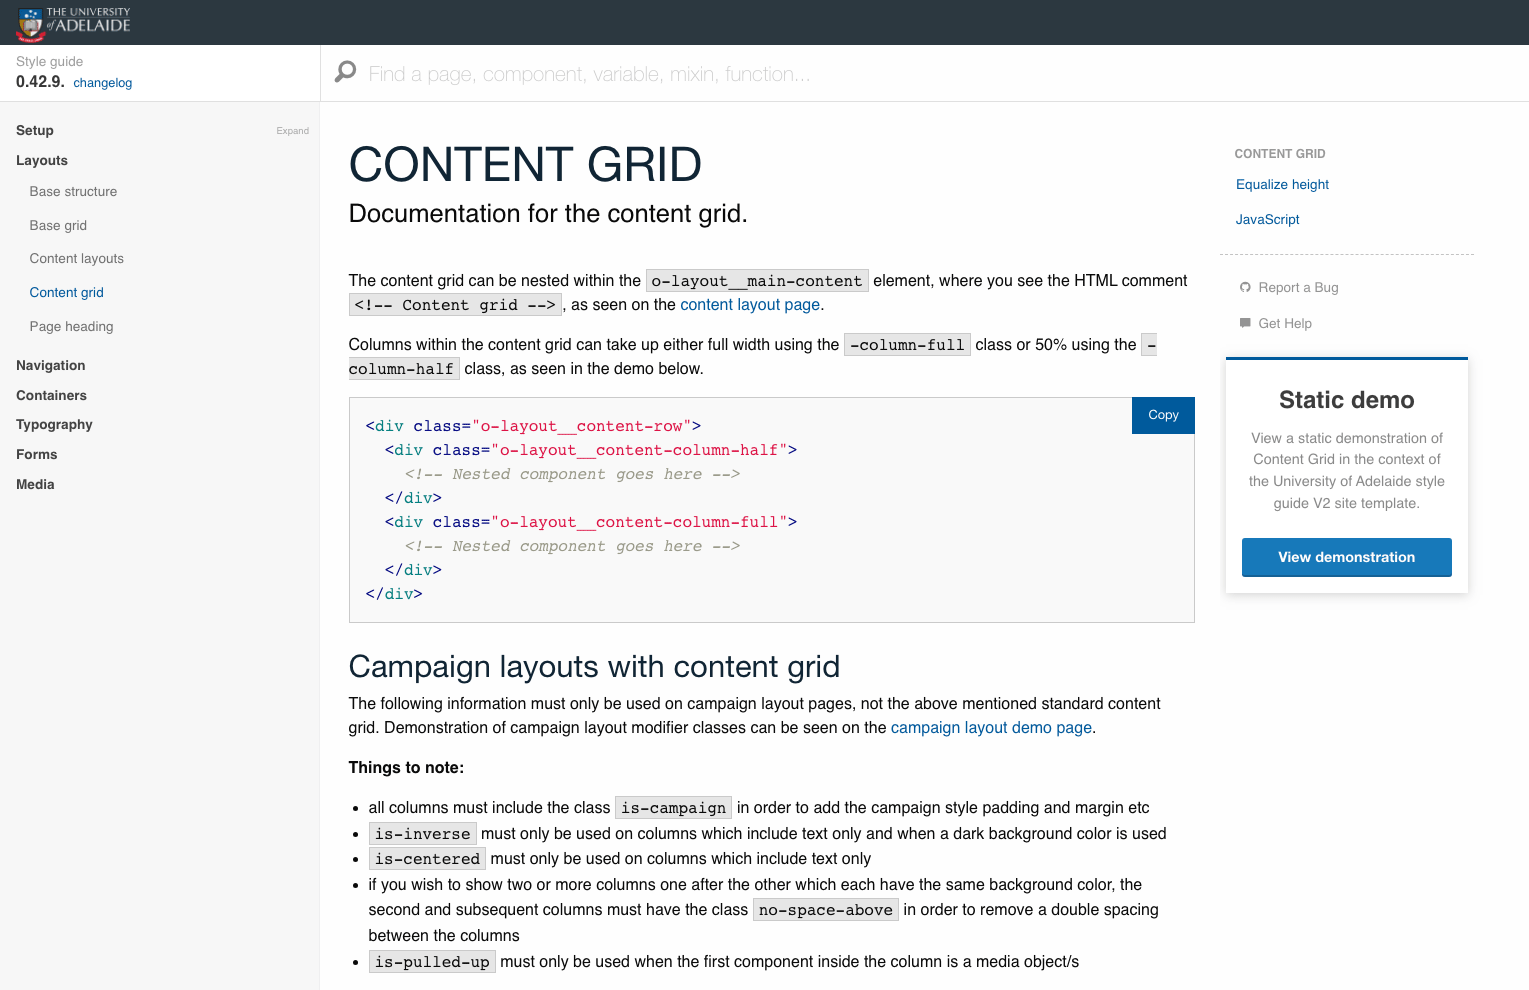 THE UNIVERSITY
of ADELAIDE
Style guide
0.42.9. changelog
Find a page, component, variable, mixin, function...
Setup
Expand
Layouts
Base structure
Base grid
Content layouts
Content grid
Page heading
Navigation
Containers
Typography
Forms
Media
CONTENT GRID
Documentation for the content grid.
The content grid can be nested within the o-layout__main-content element, where you see the HTML comment
<!-- Content grid -->, as seen on the content layout page.
Columns within the content grid can take up either full width using the -column-full class or 50% using the -
column-half class, as seen in the demo below.
Copy
<div class="o-layout__content-row">
  <div class="o-layout__content-column-half">
    <!-- Nested component goes here -->
  </div>
  <div class="o-layout__content-column-full">
    <!-- Nested component goes here -->
  </div>
</div>
Campaign layouts with content grid
The following information must only be used on campaign layout pages, not the above mentioned standard content
grid. Demonstration of campaign layout modifier classes can be seen on the campaign layout demo page.
Things to note:
• all columns must include the class is-campaign in order to add the campaign style padding and margin etc
• is-inverse must only be used on columns which include text only and when a dark background color is used
• is-centered must only be used on columns which include text only
• if you wish to show two or more columns one after the other which each have the same background color, the
second and subsequent columns must have the class no-space-above in order to remove a double spacing
between the columns
• is-pulled-up must only be used when the first component inside the column is a media object/s
CONTENT GRID
Equalize height
JavaScript
Report a Bug
Get Help
Static demo
View a static demonstration of
Content Grid in the context of
the University of Adelaide style
guide V2 site template.
View demonstration